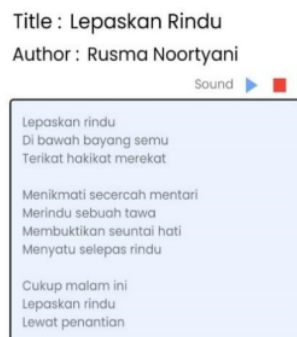 Title : Lepaskan Rindu
Author : Rusma Noortyani
Sound
Lepaskan rindu
Di bawah bayang semu
Terikat hakikat merekat
Menikmati secercah mentari
Merindu sebuah tawa
Membuktikan seuntai hati
Menyatu selepas rindu
Cukup malam ini
Lepaskan rindu
Lewat penantian